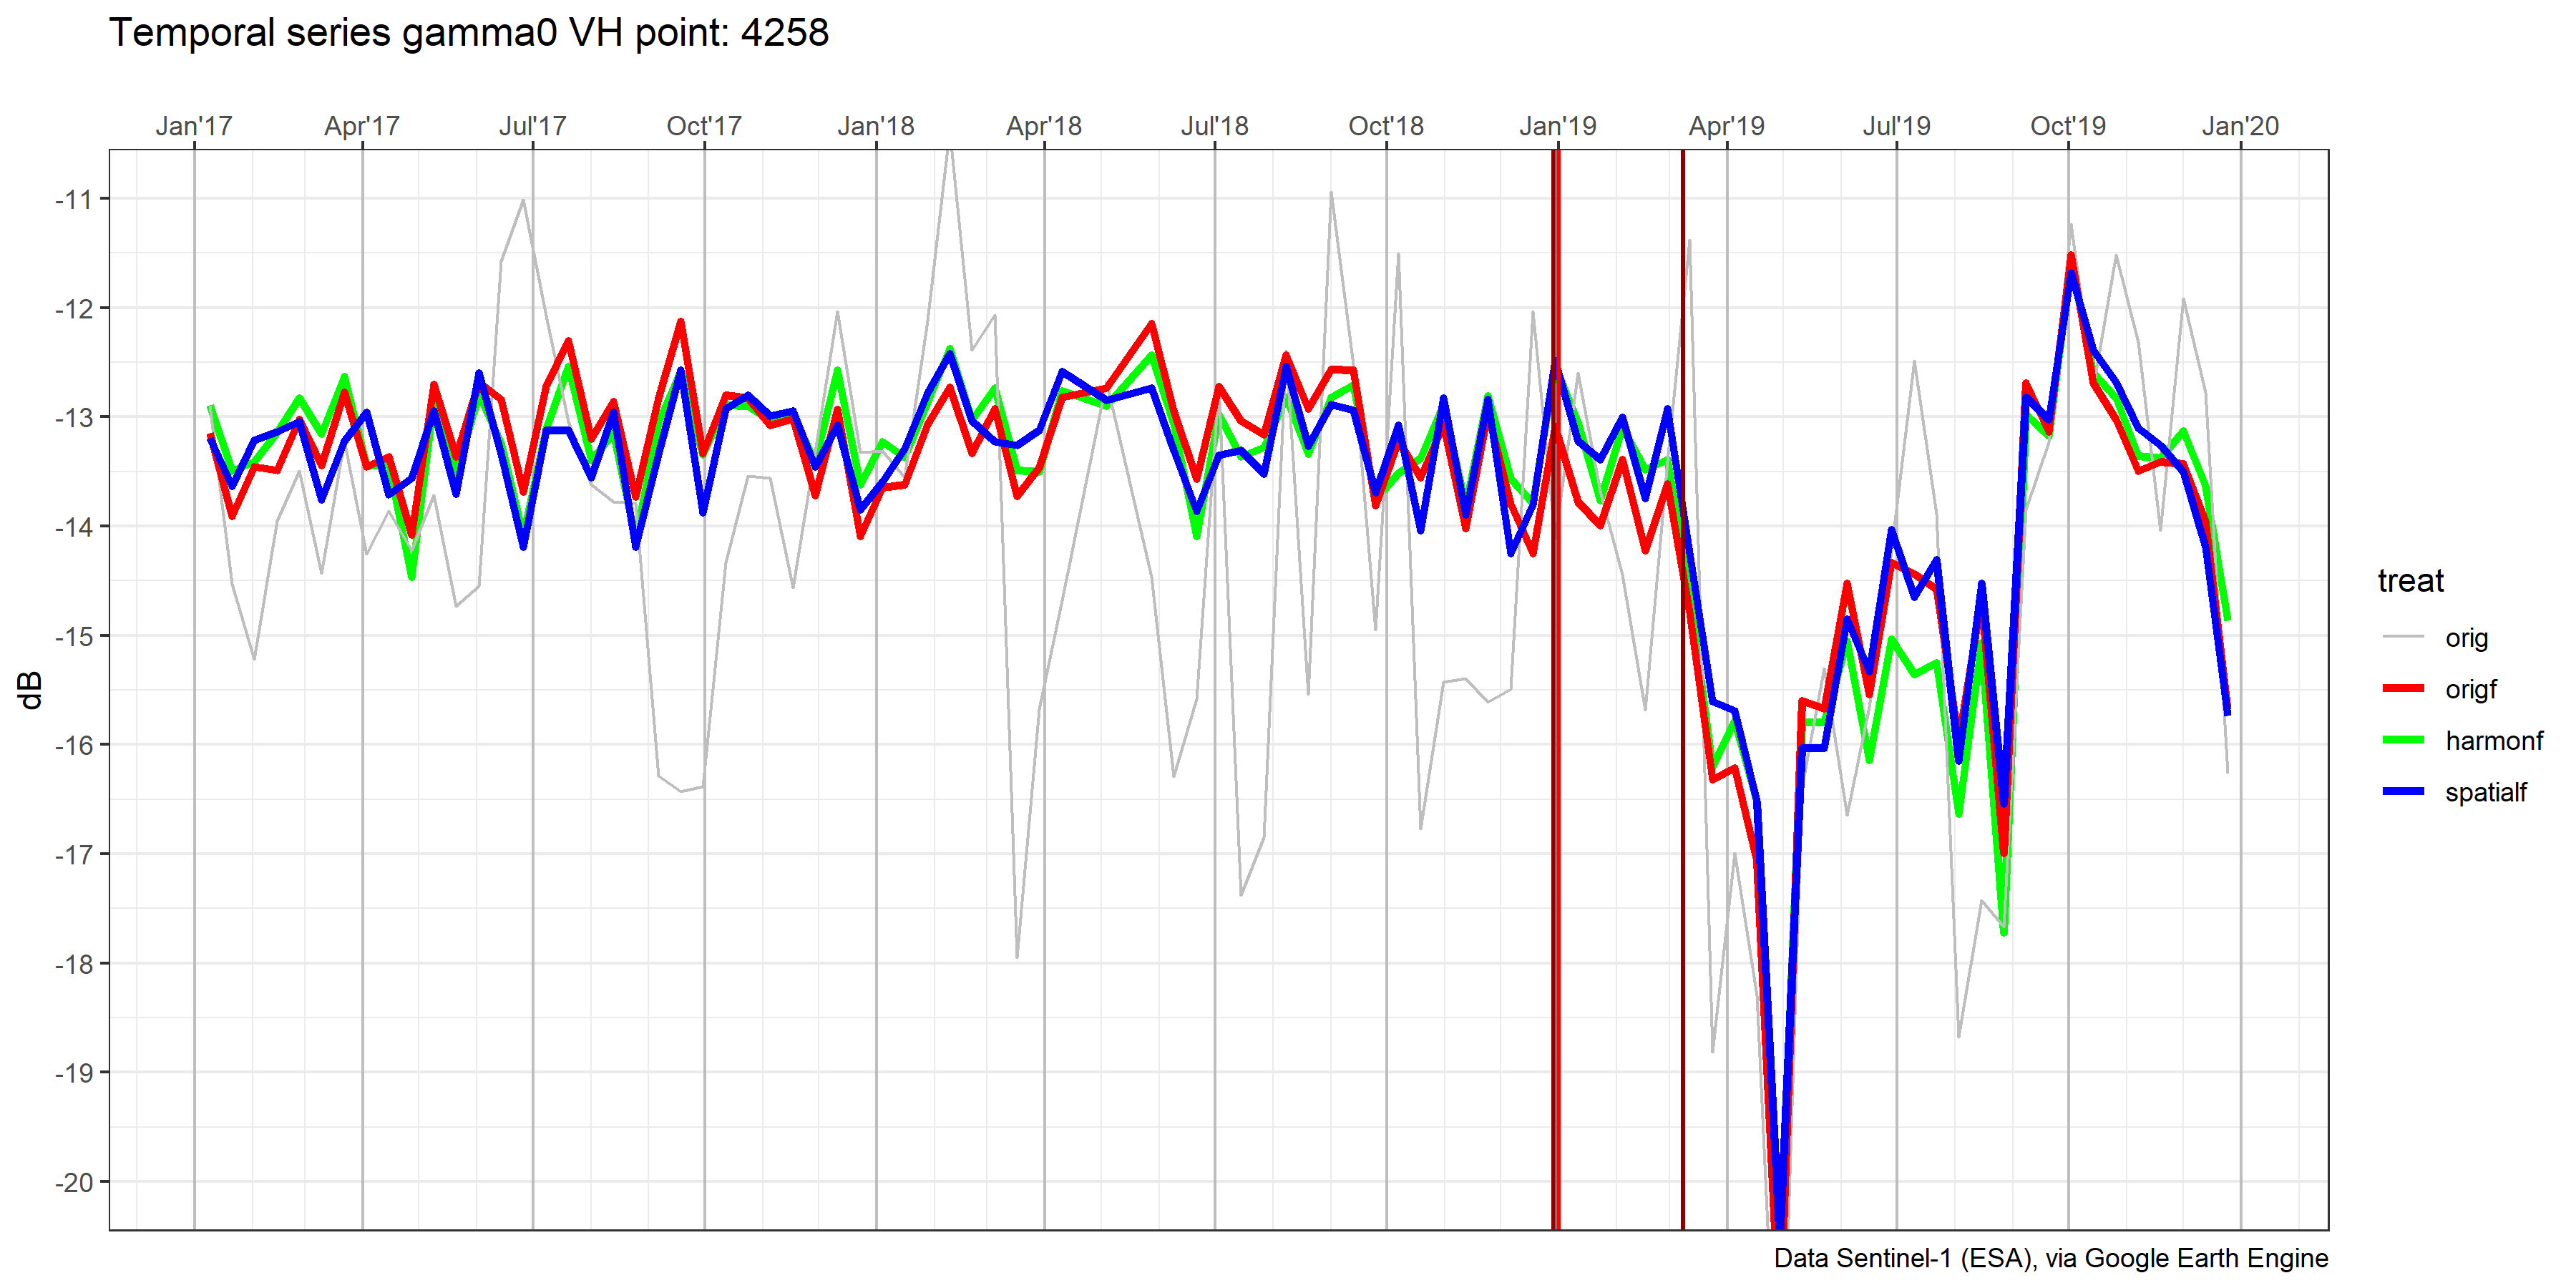 Temporal series gamma0 VH point: 4258
Jan'17 Apr'17 Jul'17 Oct'17 Jan'18 Apr'18 Jul'18 Oct'18 Jan'19 Apr'19 Jul'19 Oct'19 Jan'20
-11
-12
-13
-14
-15
-16
-17
-18
-19
-20
dB
treat
orig
origf
harmonf
spatialf
Data Sentinel-1 (ESA), via Google Earth Engine